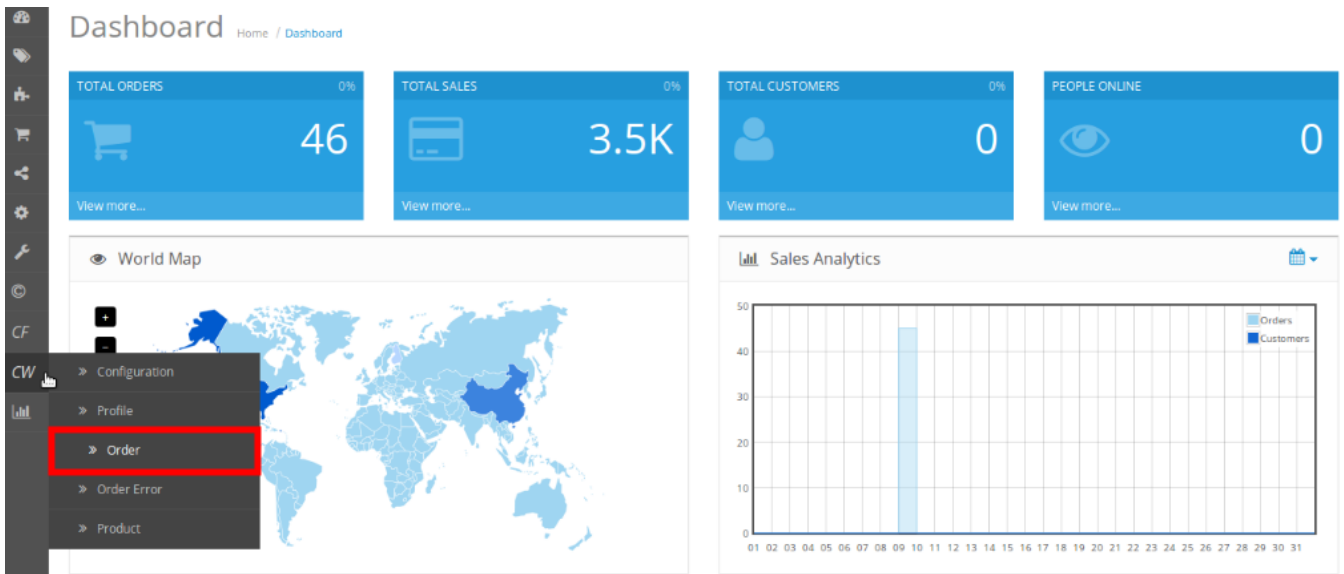 Dashboard Home / Dashboard
TOTAL ORDERS 0%
46
View more...
TOTAL SALES 0%
3.5K
View more...
TOTAL CUSTOMERS 0%
0
View more...
PEOPLE ONLINE
0
View more...
World Map
+
-
CF
CW
» Configuration
» Profile
» Order
» Order Error
» Product
Sales Analytics
Orders
Customers
50
40
30
20
10
0
01 02 03 04 05 06 07 08 09 10 11 12 13 14 15 16 17 18 19 20 21 22 23 24 25 26 27 28 29 30 31